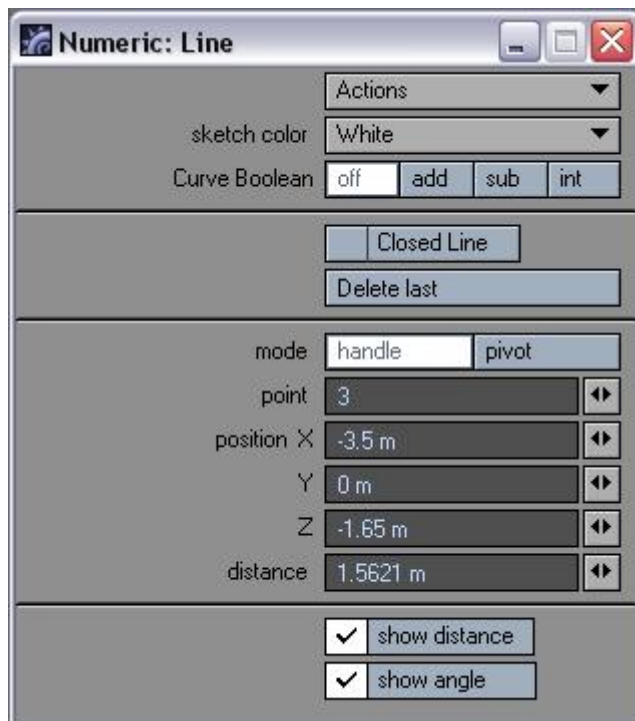 Numeric: Line
Actions
sketch color White
Curve Boolean off add sub int
Closed Line
Delete last
mode handle pivot
point 3
position X -3.5 m
Y 0 m
Z -1.65 m
distance 1.5621 m
show distance
show angle